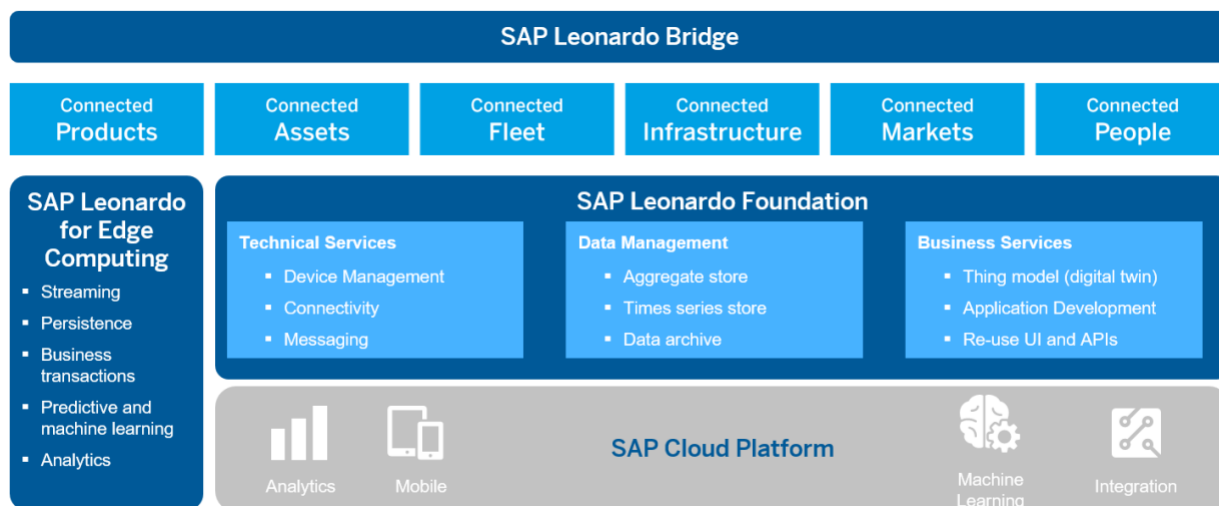 SAP Leonardo Bridge
Connected
Products
Connected
Assets
Connected
Fleet
Connected
Infrastructure
Connected
Markets
Connected
People
SAP Leonardo
for Edge
Computing
▪ Streaming
▪ Persistence
▪ Business
transactions
▪ Predictive and
machine learning
▪ Analytics
SAP Leonardo Foundation
Technical Services
▪ Device Management
▪ Connectivity
▪ Messaging
Data Management
▪ Aggregate store
▪ Times series store
▪ Data archive
Business Services
▪ Thing model (digital twin)
▪ Application Development
▪ Re-use UI and APIs
Analytics
Mobile
SAP Cloud Platform
Machine
Learning
Integration